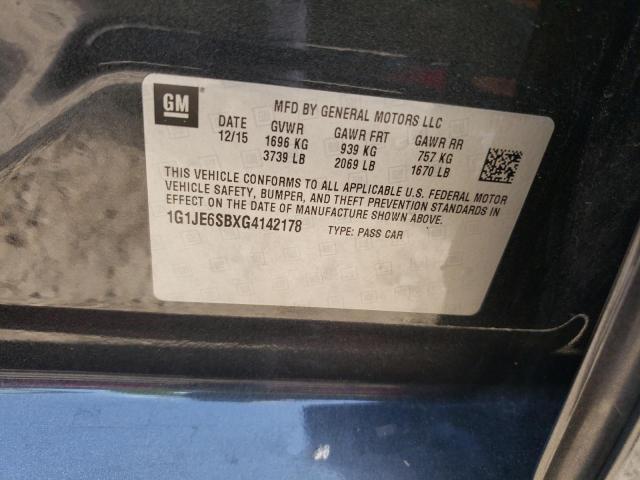 GM
MFD BY GENERAL MOTORS LLC
DATE GVWR GAWR FRT GAWR RR
12/15 1696 KG 939 KG 757 KG
3739 LB 2069 LB 1670 LB
THIS VEHICLE CONFORMS TO ALL APPLICABLE U.S. FEDERAL MOTOR
VEHICLE SAFETY, BUMPER, AND THEFT PREVENTION STANDARDS IN
EFFECT ON THE DATE OF MANUFACTURE SHOWN ABOVE.
1G1JE6SBXG4142178 TYPE: PASS CAR